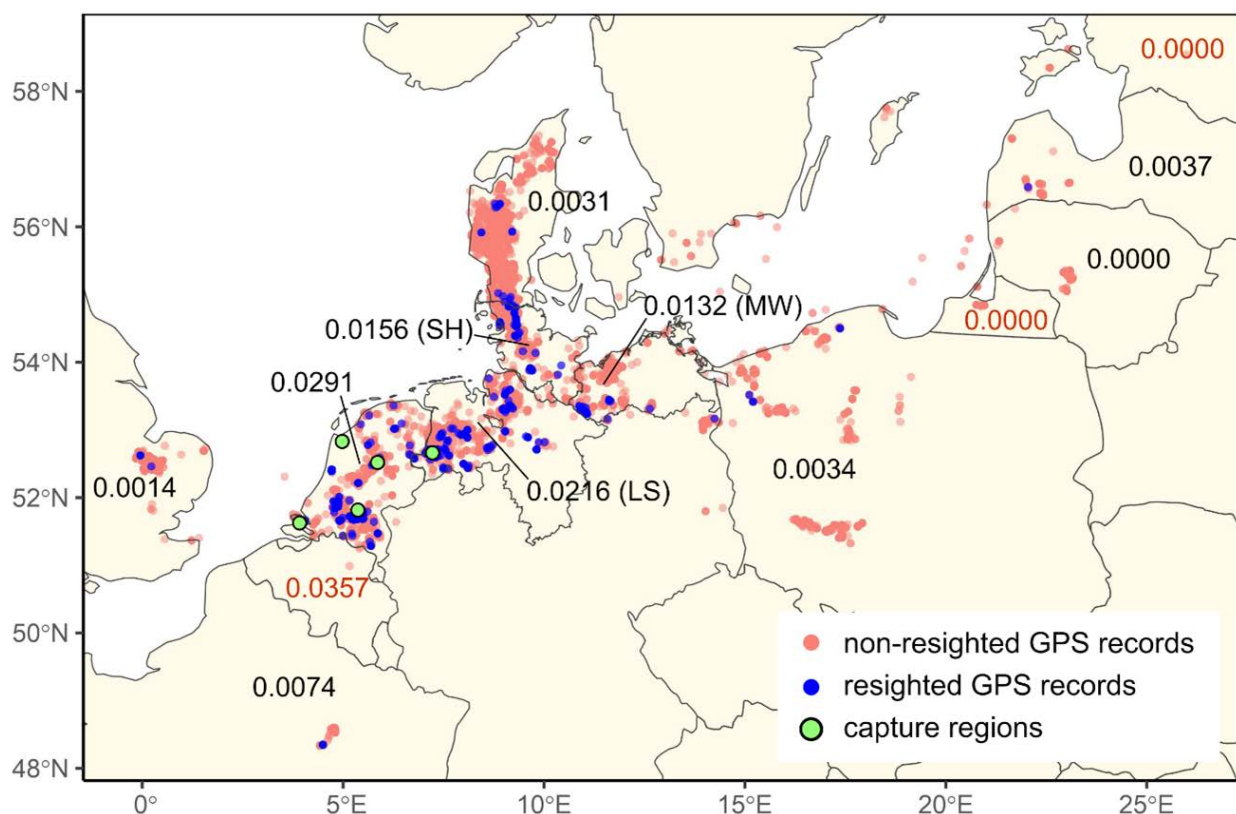 0.0000
58°N
0.0037
0.0031
56°N
0.0000
0.0132 (MW)
0.0156 (SH)
0.0000
54°N
0.0291
0.0014
52°N
0.0216 (LS)
0.0034
0.0357
50°N
0.0074
48°N
non-resighted GPS records
resighted GPS records
capture regions
0°
5°E
10°E
15°E
20°E
25°E